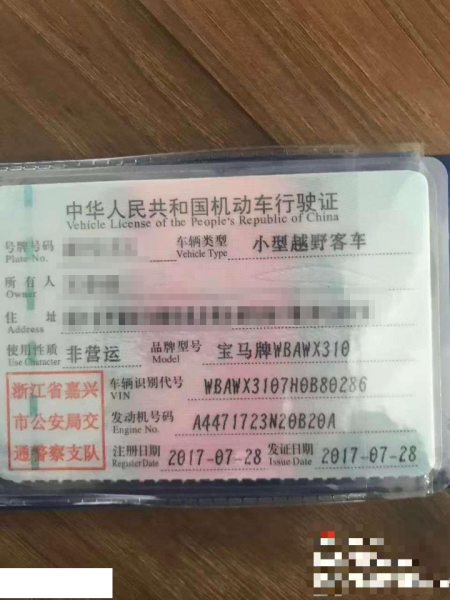 中华人民共和国机动车行驶证
Vehicle License of the People's Republic of China
号牌号码
Plate No.
车辆类型 小型越野客车
Vehicle Type
所有人
Owner
住址
Address
使用性质 非营运 品牌型号 宝马牌WBAWX310
Use Character Model
浙江省嘉兴
市公安局交
通警察支队
车辆识别代号 WBAWX3107H0B80286
VIN
发动机号码 A4471723N20B20A
Engine No.
注册日期 2017-07-28 发证日期 2017-07-28
Register Date Issue Date